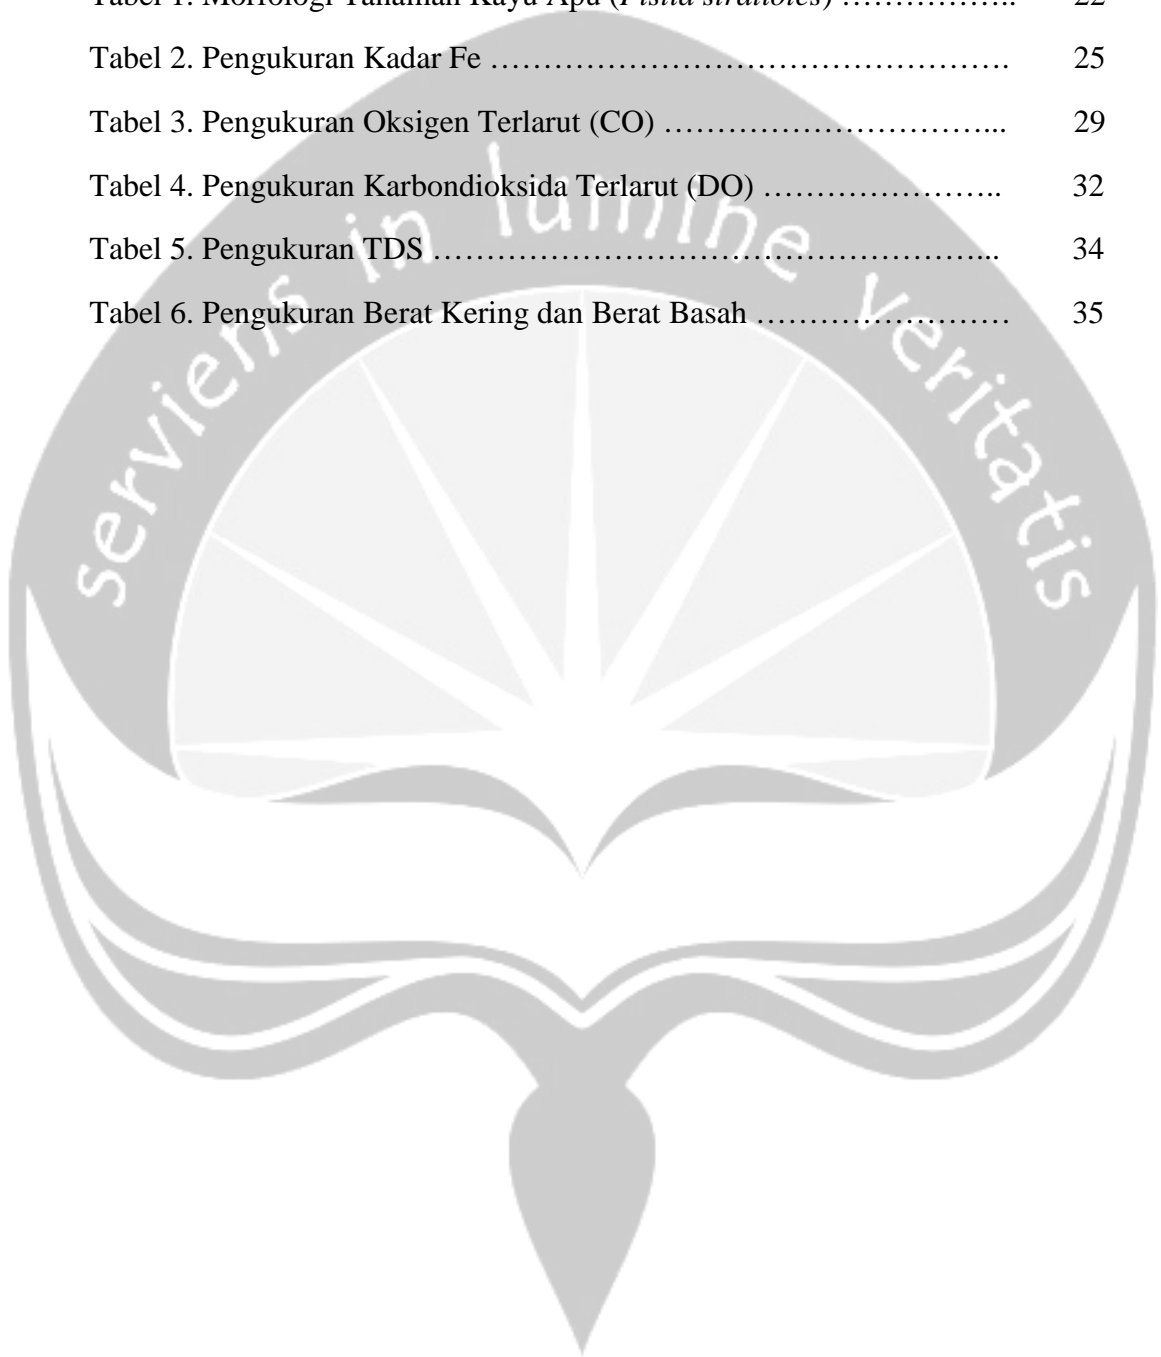 Tabel 1. Morfologi Tanaman Kayu Apu (Pistia stratiotes) …………….. 22
Tabel 2. Pengukuran Kadar Fe …………………………………………. 25
Tabel 3. Pengukuran Oksigen Terlarut (CO) ………………………….... 29
Tabel 4. Pengukuran Karbondioksida Terlarut (DO) ………………….. 32
Tabel 5. Pengukuran TDS ……………………………………………... 34
Tabel 6. Pengukuran Berat Kering dan Berat Basah …………………… 35
serviens in lumine veritatis